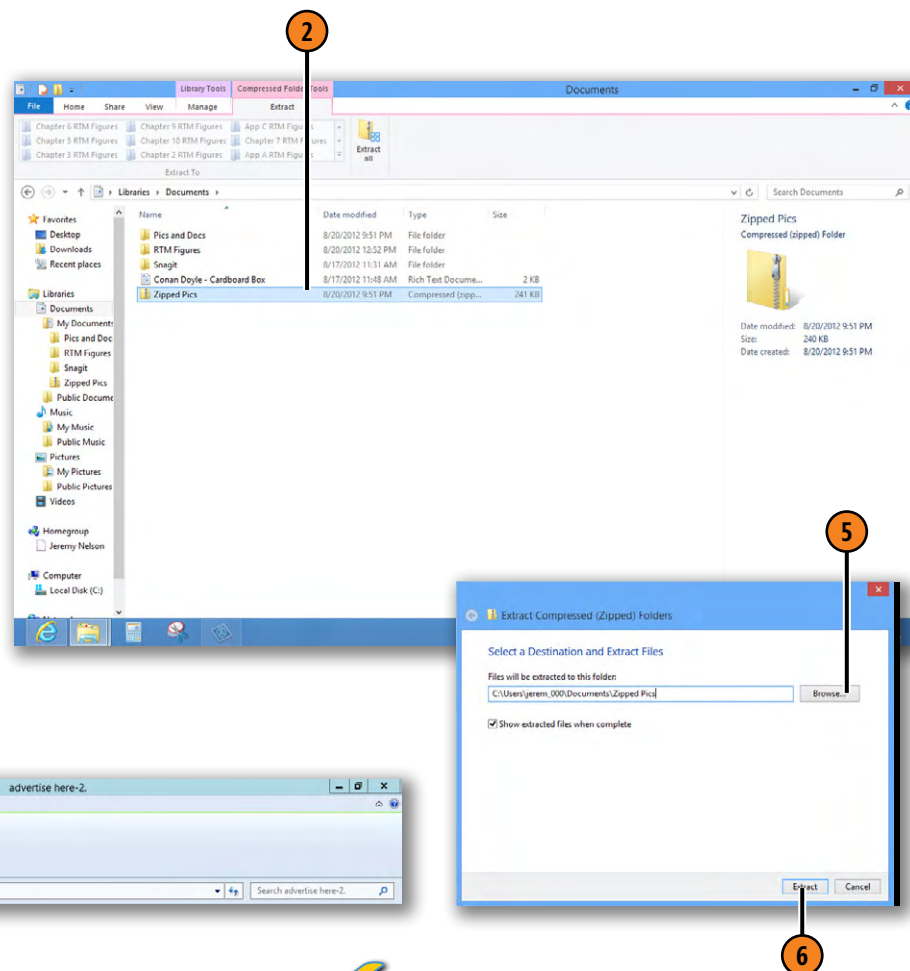 2
Library Tools Compressed Folder Tools Documents
File Home Share View Manage Extract
Chapter 6 RTM Figures Chapter 9 RTM Figures App C RTM Figures
Chapter 5 RTM Figures Chapter 10 RTM Figures Chapter 7 RTM Figures
Chapter 3 RTM Figures Chapter 2 RTM Figures App A RTM Figures
Extract all
Extract To
Libraries Documents Search Documents
Favorites
Desktop
Downloads
Recent places
Libraries
Documents
My Documents
Pics and Doc
RTM Figures
Snagit
Zipped Pics
Public Docume
Music
My Music
Public Music
Pictures
My Pictures
Public Pictures
Videos
Homegroup
Jeremy Nelson
Computer
Local Disk (C:)
Name Date modified Type Size
Pics and Docs 8/20/2012 9:51 PM File folder
RTM Figures 8/20/2012 12:52 PM File folder
Snagit 8/17/2012 11:31 AM File folder
Conan Doyle - Cardboard Box 8/17/2012 11:48 AM Rich Text Docume... 2 KB
Zipped Pics 8/20/2012 9:51 PM Compressed (zipp... 241 KB
Zipped Pics
Compressed (zipped) Folder
Date modified: 8/20/2012 9:51 PM
Size: 240 KB
Date created: 8/20/2012 9:51 PM
5
Extract Compressed (Zipped) Folders
Select a Destination and Extract Files
Files will be extracted to this folder:
C:\Users\jerem_000\Documents\Zipped Pics Browse...
Show extracted files when complete
Extract Cancel
6
advertise here-2.
Search advertise here-2.